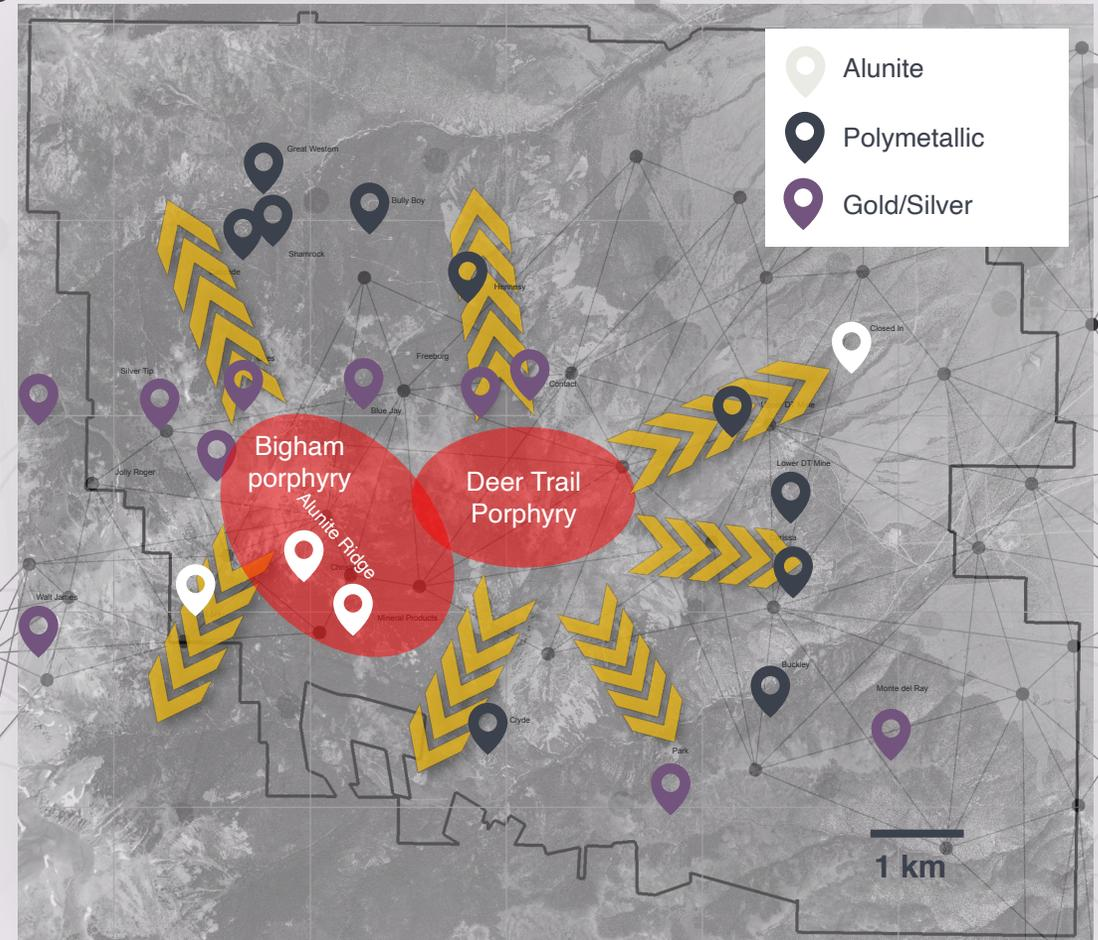 Alunite
Polymetallic
Gold/Silver
Great Western
Bully Boy
Shamrock
Hennesy
Closed In
Freeburg
Silver Tip
Contact
Blue Jay
Bigham
porphyry
Lower DT Mine
Jolly Roger
Deer Trail
Porphyry
Alunite Ridge
Walt James
Mineral Products
Buckley
Monte del Ray
Clyde
Park
1 km